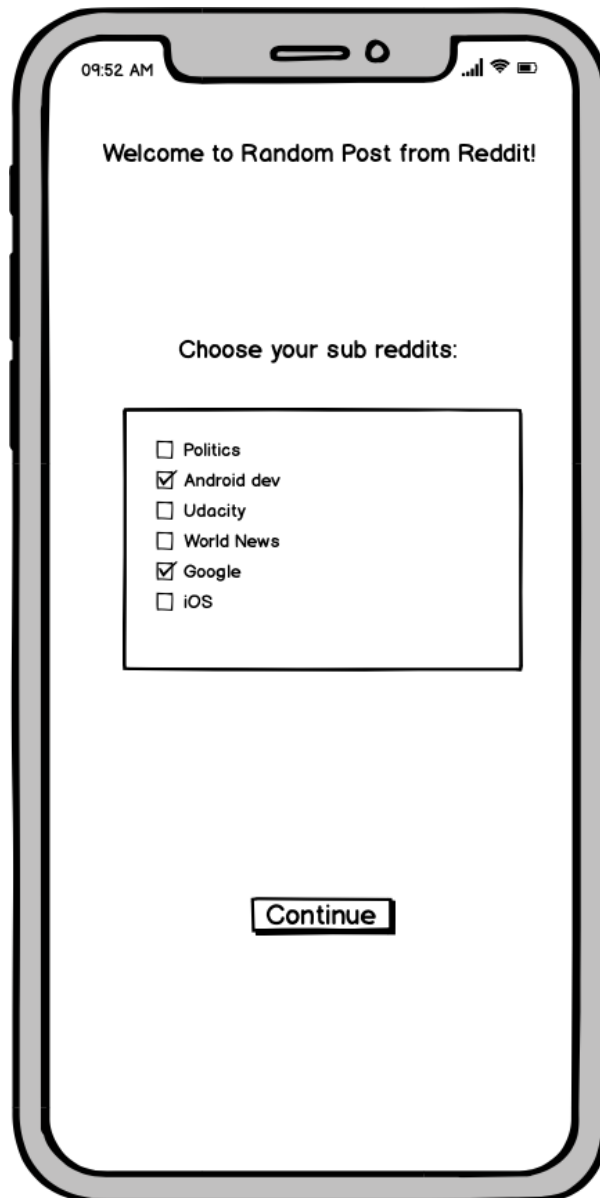 09:52 AM
Welcome to Random Post from Reddit!
Choose your sub reddits:
Politics
Android dev
Udacity
World News
Google
iOS
Continue